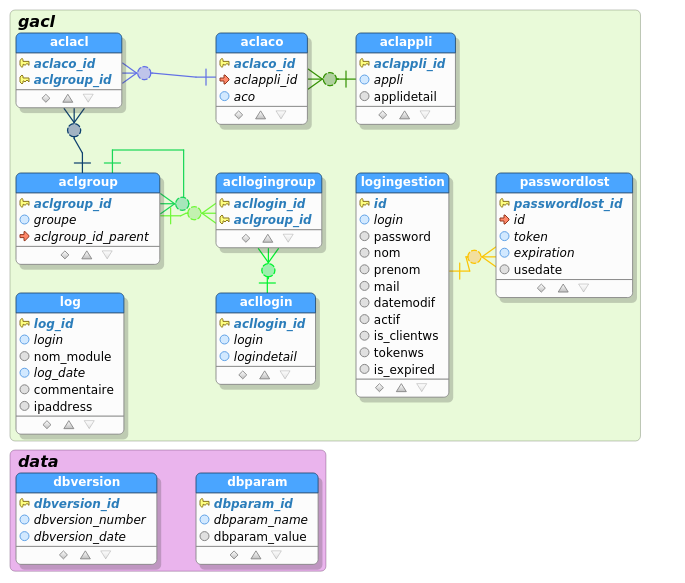 gacl
aclacl
aclaco_id
aclgroup_id
aclaco
aclaco_id
aclappli_id
aco
aclappli
aclappli_id
appli
applidetail
aclgroup
aclgroup_id
groupe
aclgroup_id_parent
acllogingroup
acllogin_id
aclgroup_id
logingestion
id
login
password
nom
prenom
mail
datemodif
actif
is_clientws
tokenws
is_expired
passwordlost
passwordlost_id
id
token
expiration
usedate
log
log_id
login
nom_module
log_date
commentaire
ipaddress
acllogin
acllogin_id
login
logindetail
data
dbversion
dbversion_id
dbversion_number
dbversion_date
dbparam
dbparam_id
dbparam_name
dbparam_value